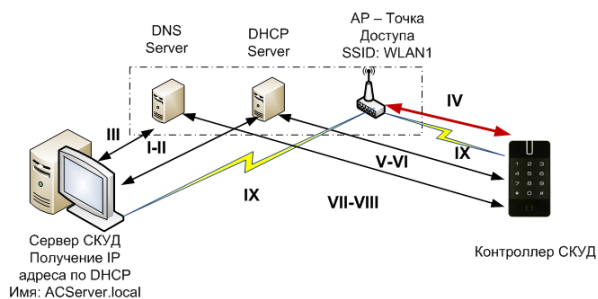 DNS
Server
DHCP
Server
AP – Точка
Доступа
SSID: WLAN1
III
I-II
IV
IX
V-VI
IX
VII-VIII
Сервер СКУД
Получение IP
адреса по DHCP
Имя: ACServer.local
Контроллер СКУД